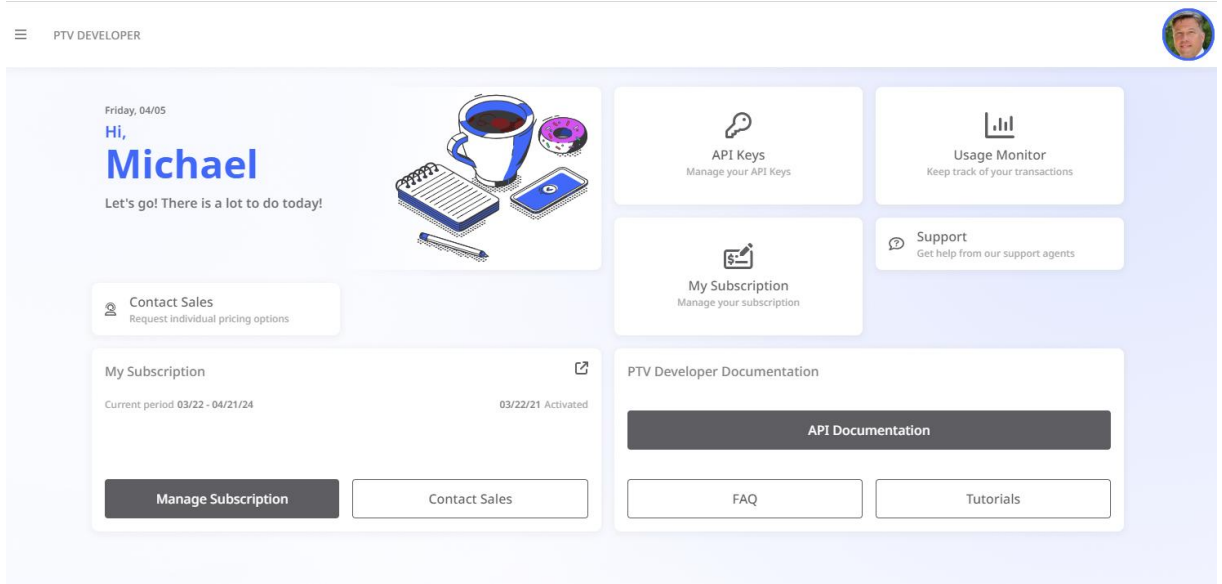 PTV DEVELOPER
Friday, 04/05
Hi,
Michael
Let's go! There is a lot to do today!
API Keys
Manage your API Keys
Usage Monitor
Keep track of your transactions
My Subscription
Manage your subscription
Support
Get help from our support agents
Contact Sales
Request individual pricing options
My Subscription
Current period 03/22 - 04/21/24
03/22/21 Activated
Manage Subscription
Contact Sales
PTV Developer Documentation
API Documentation
FAQ
Tutorials